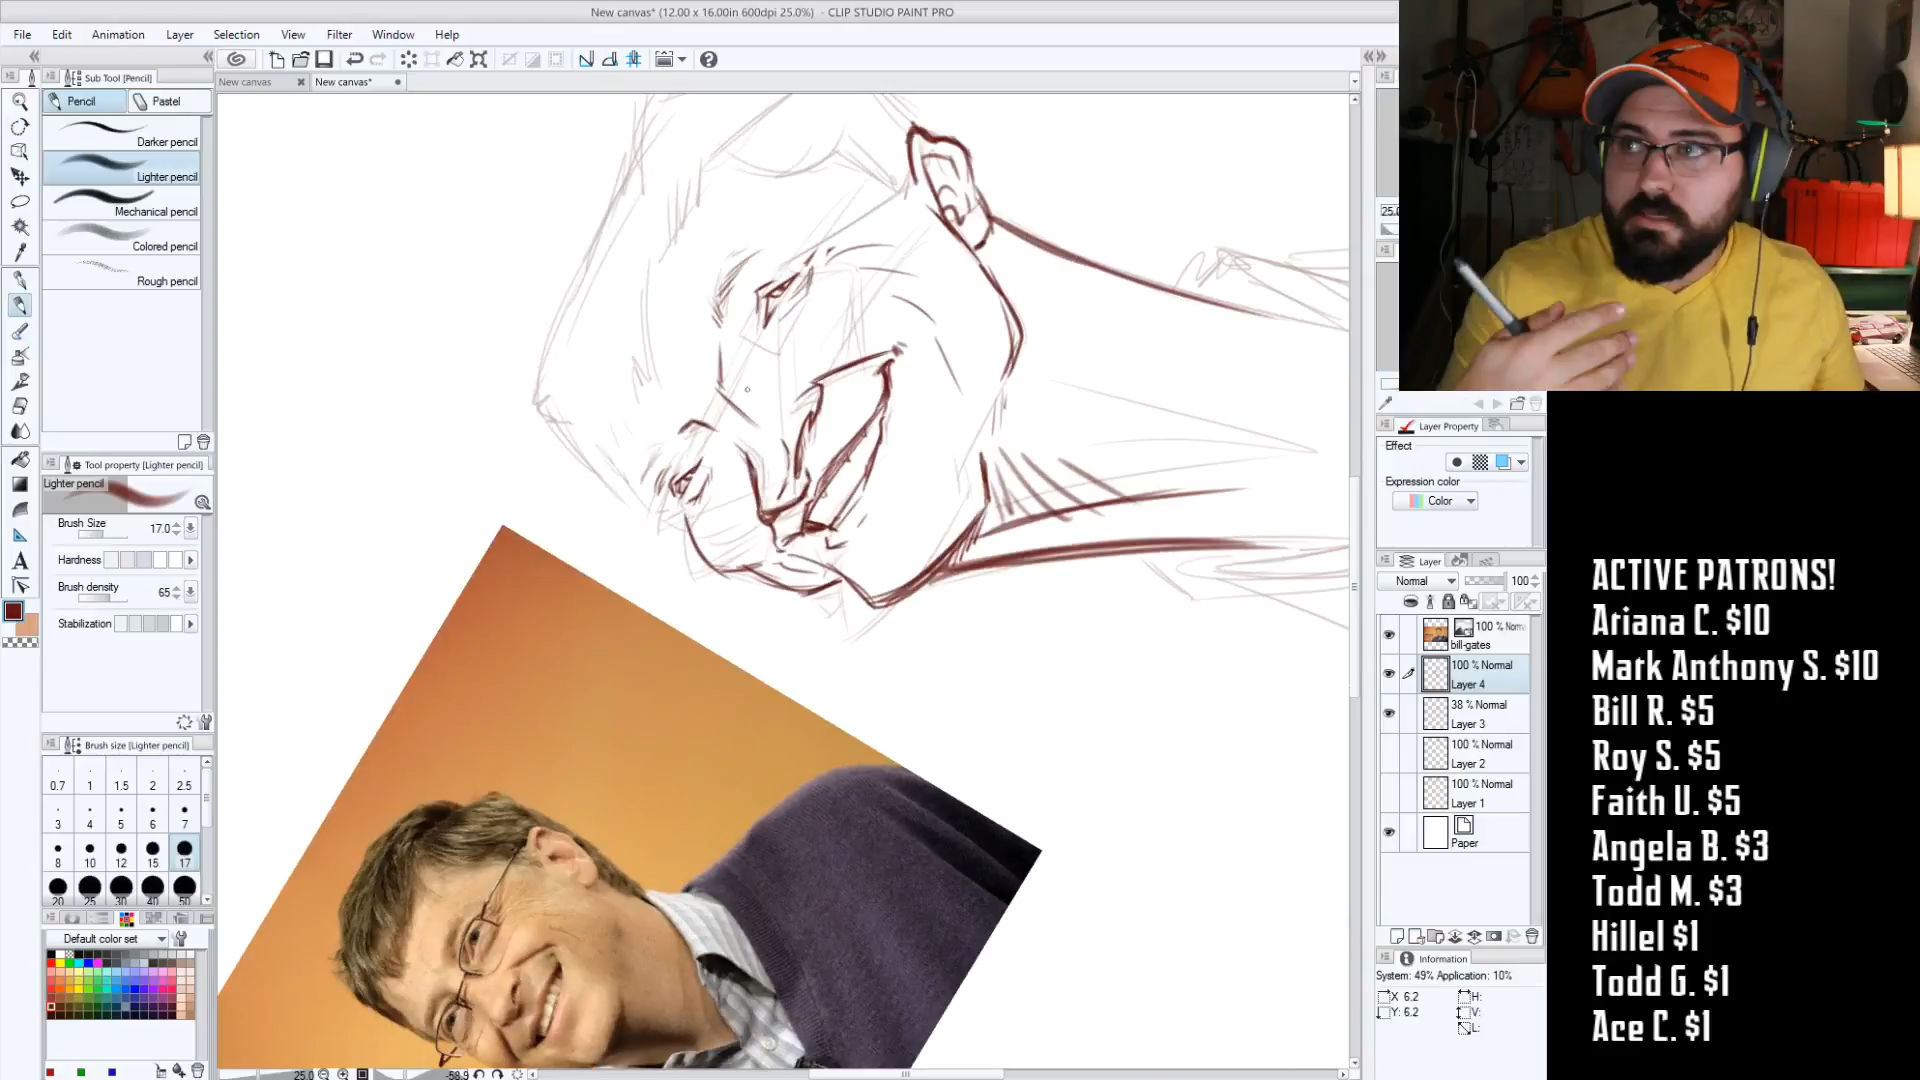 New canvas* (12.00 x 16.00in 600dpi 25.0%) - CLIP STUDIO PAINT PRO
File Edit Animation Layer Selection View Filter Window Help
Sub Tool [Pencil]
New canvas
New canvas*
Pencil
Pastel
Darker pencil
Lighter pencil
Mechanical pencil
Colored pencil
Rough pencil
Tool property [Lighter pencil]
Lighter pencil
Brush Size 17.0
Hardness
Brush density 65
Stabilization
Brush size [Lighter pencil]
0.7 1 1.5 2 2.5
3 4 5 6 7
8 10 12 15 17
20 25 30 40 50
Default color set
25.0
-58.9
25.0
Layer Property
Effect
Expression color
Color
Layer
Normal 100
100 % Norm
bill-gates
100 % Normal
Layer 4
38 % Normal
Layer 3
100 % Normal
Layer 2
100 % Normal
Layer 1
Paper
Information
System: 49% Application: 10%
X 6.2 H:
Y: 6.2 V:
L:
ACTIVE PATRONS!
Ariana C. $10
Mark Anthony S. $10
Bill R. $5
Roy S. $5
Faith U. $5
Angela B. $3
Todd M. $3
Hillel $1
Todd G. $1
Ace C. $1